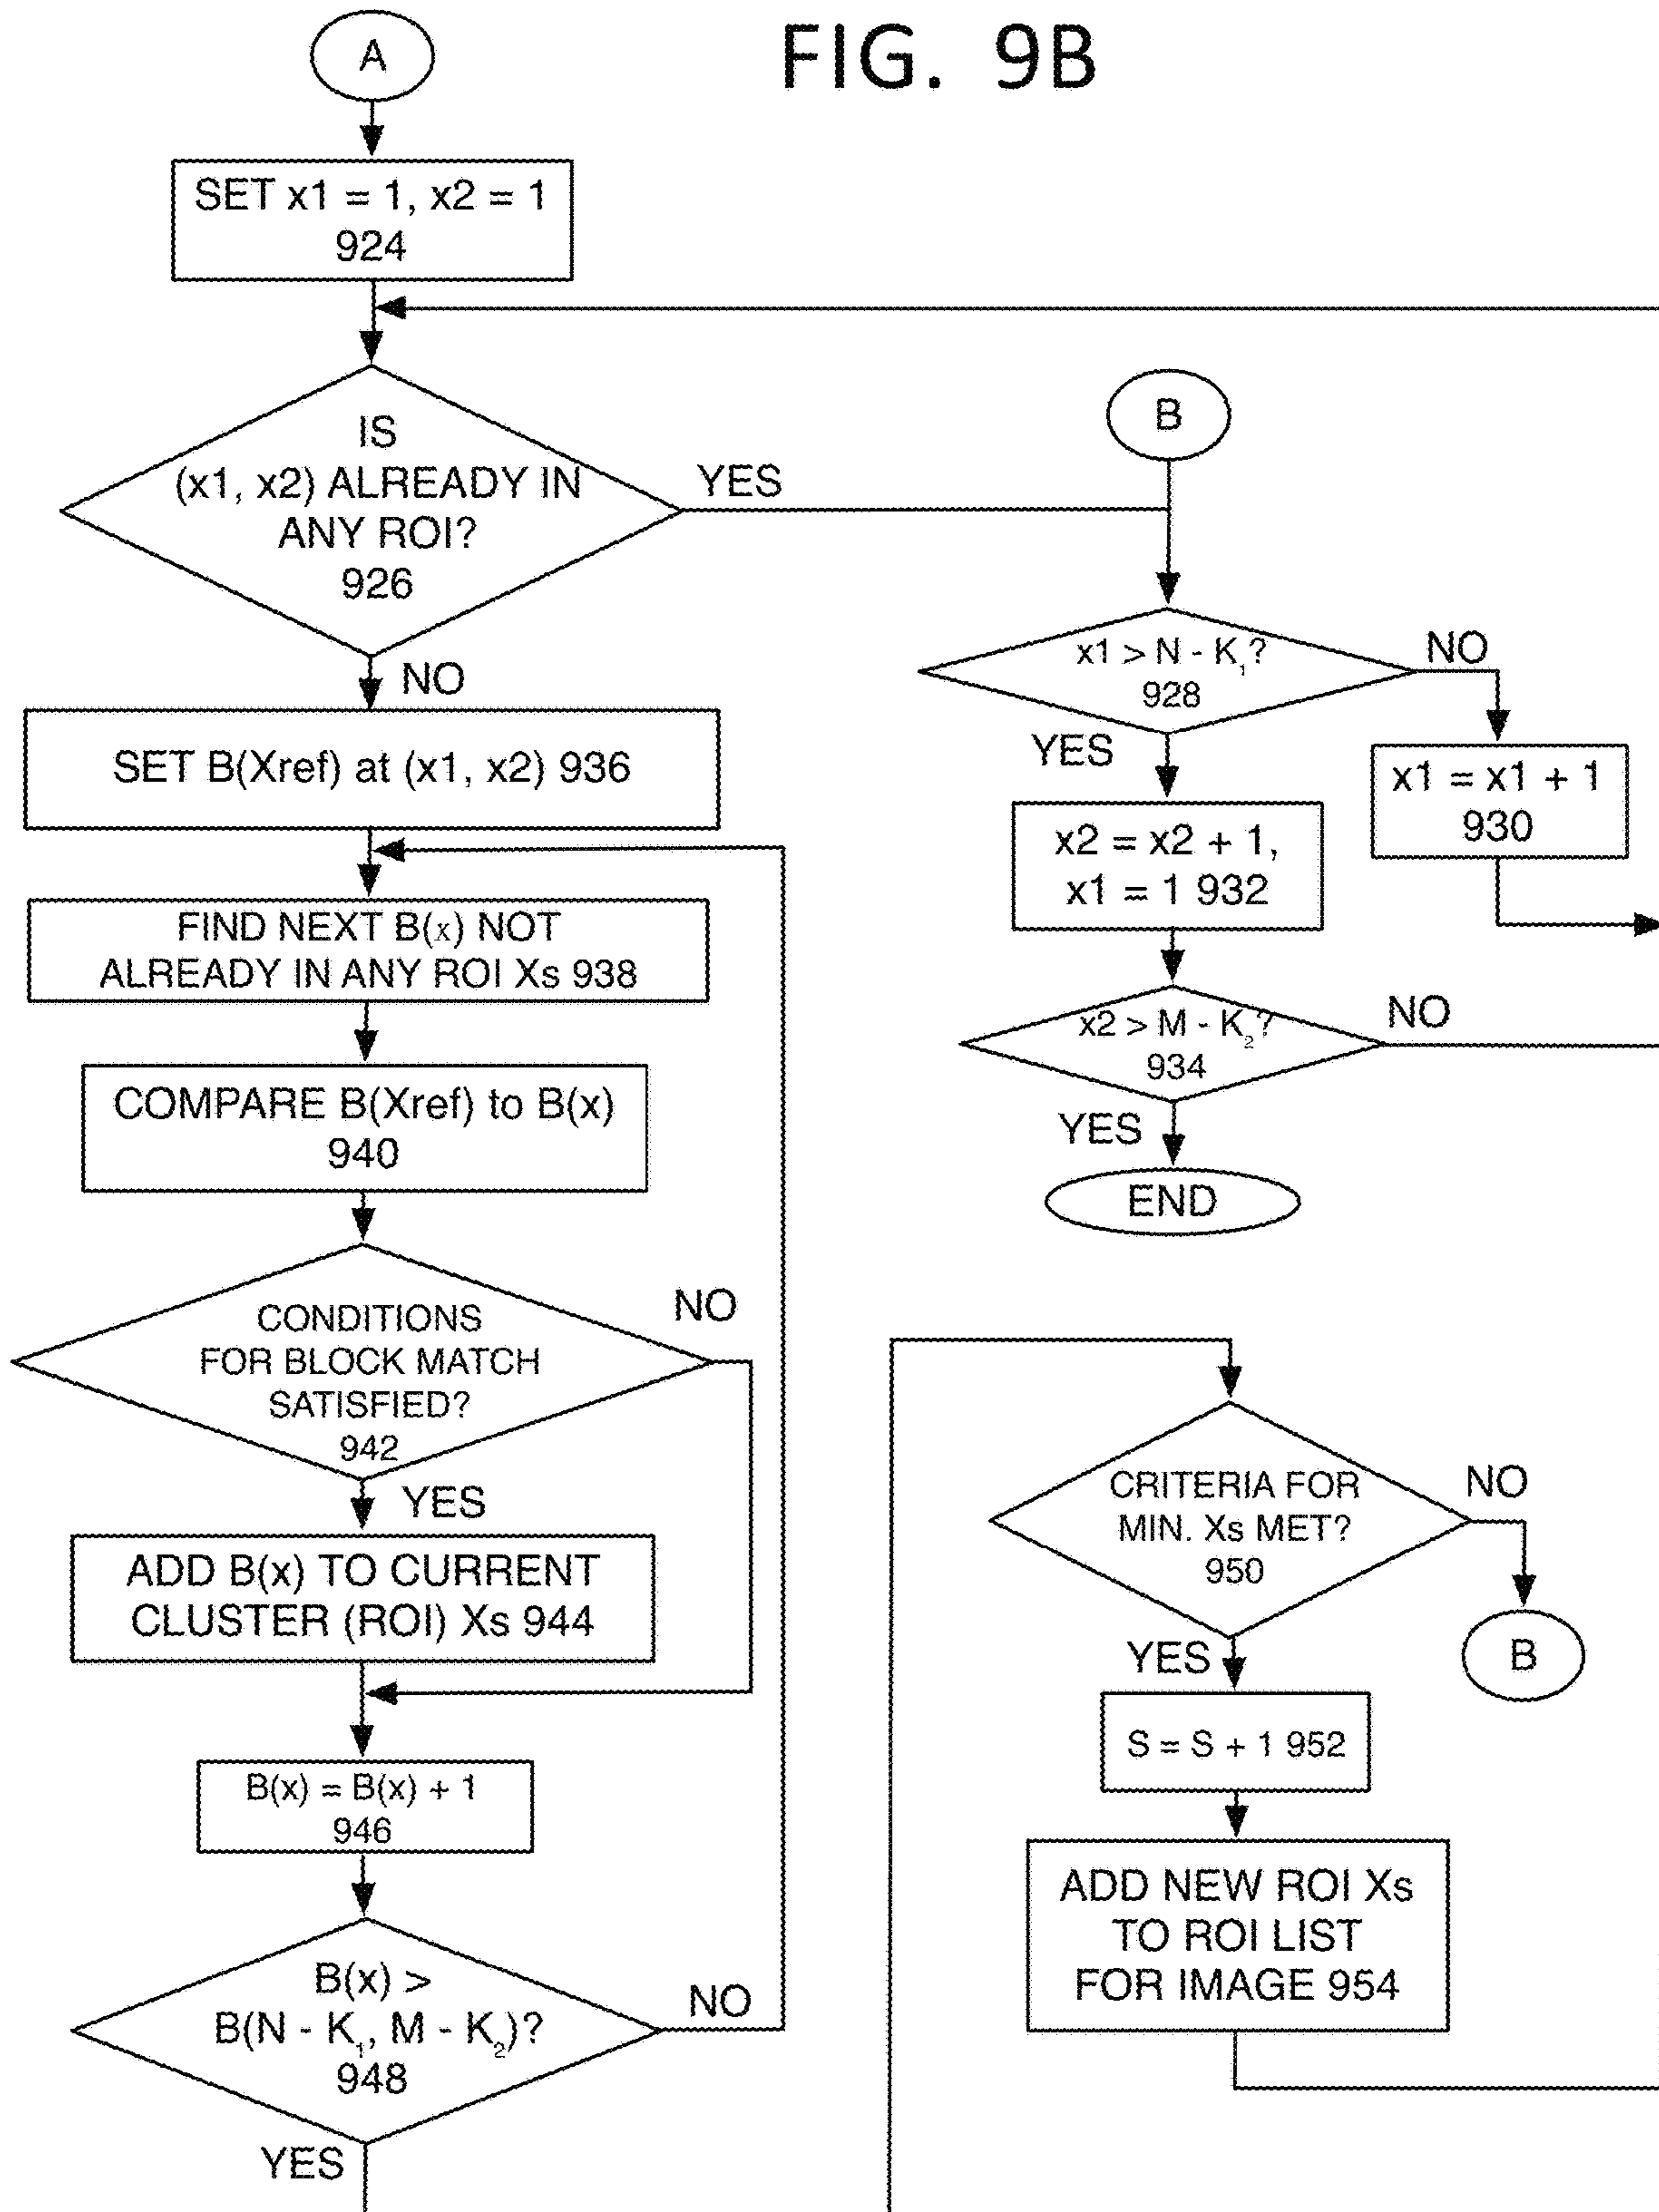 FIG. 9B
A
SET x1 = 1, x2 = 1
924
IS
(x1, x2) ALREADY IN
ANY ROI?
926
YES
NO
B
x1 > N - K₁?
928
NO
YES
x1 = x1 + 1
930
x2 = x2 + 1,
x1 = 1 932
x2 > M - K₂?
934
NO
YES
END
SET B(Xref) at (x1, x2) 936
FIND NEXT B(x) NOT
ALREADY IN ANY ROI Xs 938
COMPARE B(Xref) to B(x)
940
CONDITIONS
FOR BLOCK MATCH
SATISFIED?
942
NO
YES
ADD B(x) TO CURRENT
CLUSTER (ROI) Xs 944
B(x) = B(x) + 1
946
B(x) >
B(N - K₁, M - K₂)?
948
NO
YES
CRITERIA FOR
MIN. Xs MET?
950
NO
B
YES
S = S + 1 952
ADD NEW ROI Xs
TO ROI LIST
FOR IMAGE 954